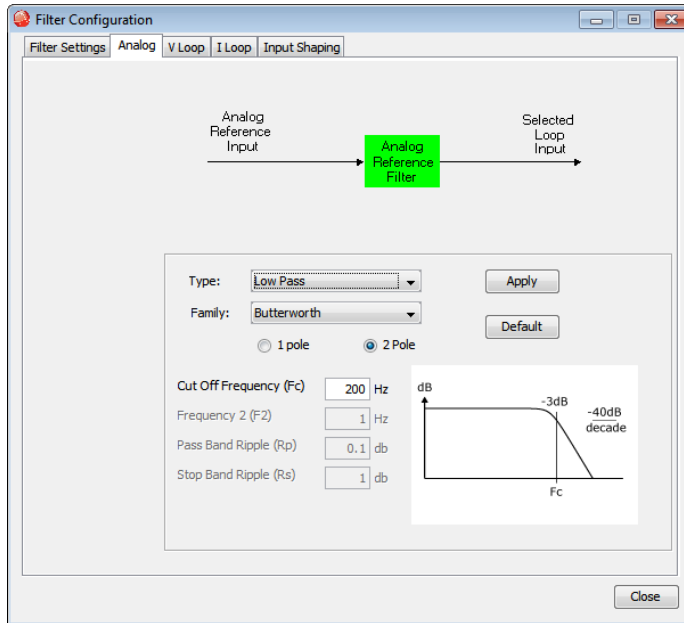 Filter Configuration
Filter Settings Analog V Loop I Loop Input Shaping
Analog
Reference
Input
Analog
Reference
Filter
Selected
Loop
Input
Type: Low Pass Apply
Family: Butterworth
Default
1 pole 2 Pole
Cut Off Frequency (Fc) 200 Hz
Frequency 2 (F2) 1 Hz
Pass Band Ripple (Rp) 0.1 db
Stop Band Ripple (Rs) 1 db
dB
-3dB
-40dB
decade
Fc
Close